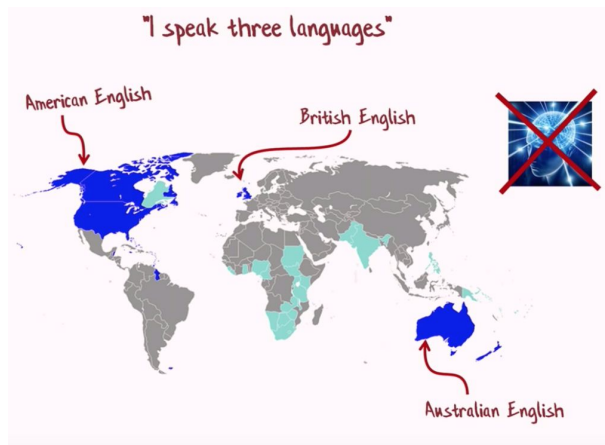 "I speak three languages"
American English
British English
Australian English